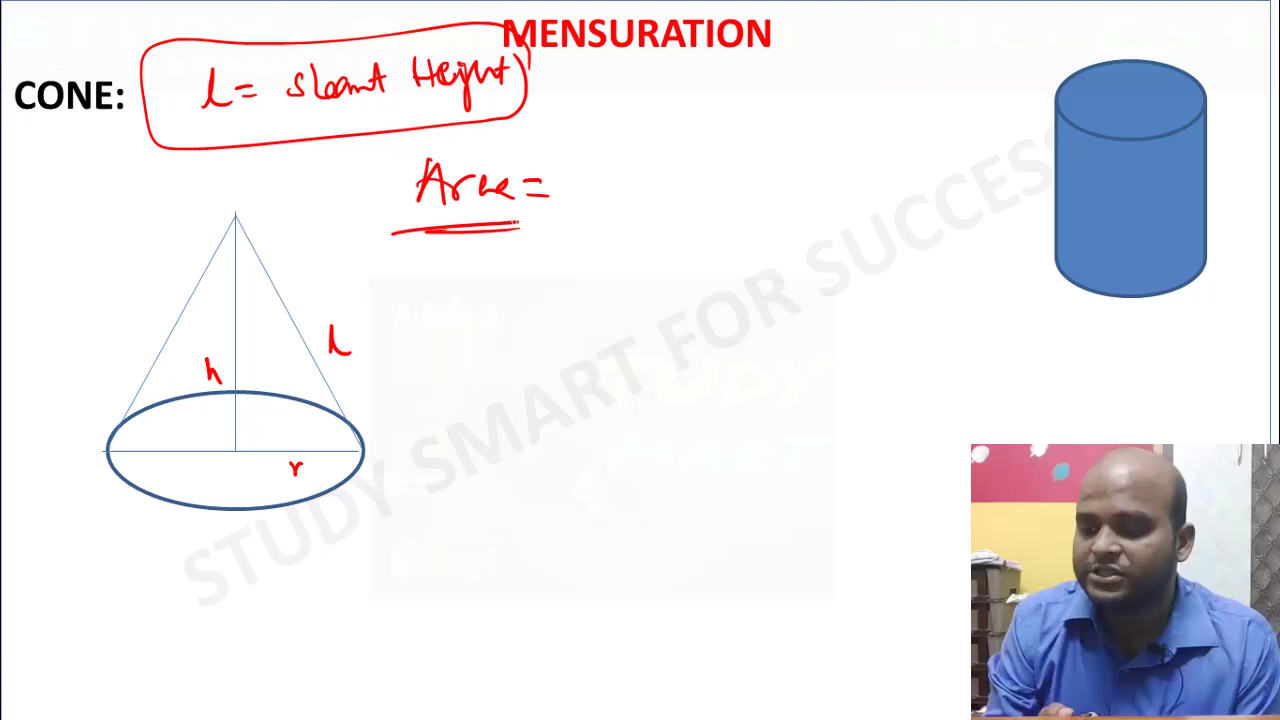 MENSURATION
CONE:
l = slant Height
Area =
h
l
r
STUDY SMART FOR SUCCESS